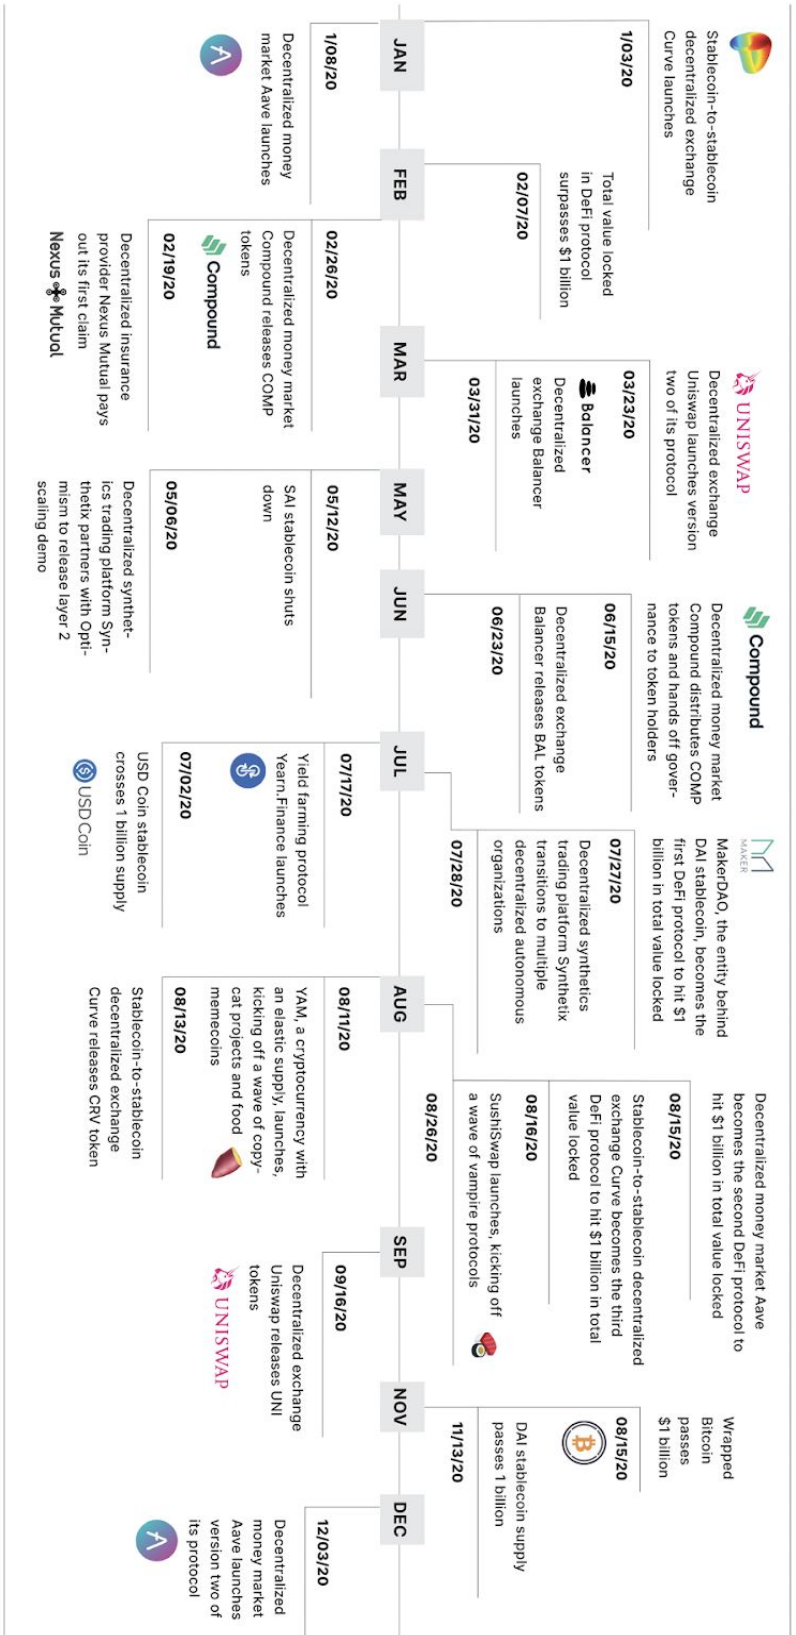 Stablecoin-to-stablecoin
decentralized exchange
Curve launches
1/03/20
Total value locked
in DeFi protocol
surpasses $1 billion
02/07/20
UNISWAP
Decentralized exchange
Uniswap launches version
two of its protocol
03/23/20
Balancer
Decentralized
exchange Balancer
launches
03/31/20
Compound
Decentralized money market
Compound distributes COMP
tokens and hands off gover-
nance to token holders
06/15/20
Decentralized exchange
Balancer releases BAL tokens
06/23/20
MAKER
MakerDAO, the entity behind
DAI stablecoin, becomes the
first DeFi protocol to hit $1
billion in total value locked
07/27/20
Decentralized synthetics
trading platform Synthetix
transitions to multiple
decentralized autonomous
organizations
07/28/20
Decentralized money market Aave
becomes the second DeFi protocol to
hit $1 billion in total value locked
08/15/20
Stablecoin-to-stablecoin decentralized
exchange Curve becomes the third
DeFi protocol to hit $1 billion in total
value locked
08/16/20
SushiSwap launches, kicking off
a wave of vampire protocols
08/26/20
Wrapped
Bitcoin
passes
$1 billion
08/15/20
DAI stablecoin supply
passes 1 billion
11/13/20
JAN
FEB
MAR
MAY
JUN
JUL
AUG
SEP
NOV
DEC
1/08/20
Decentralized money
market Aave launches
02/26/20
Decentralized money market
Compound releases COMP
tokens
Compound
02/19/20
Decentralized insurance
provider Nexus Mutual pays
out its first claim
Nexus Mutual
05/12/20
SAI stablecoin shuts
down
05/06/20
Decentralized synthet-
ics trading platform Syn-
thetix partners with Opti-
mism to release layer 2
scaling demo
07/17/20
Yield farming protocol
Yearn.Finance launches
07/02/20
USD Coin stablecoin
crosses 1 billion supply
USD Coin
08/11/20
YAM, a cryptocurrency with
an elastic supply, launches,
kicking off a wave of copy-
cat projects and food
memecoins
08/13/20
Stablecoin-to-stablecoin
decentralized exchange
Curve releases CRV token
09/16/20
Decentralized exchange
Uniswap releases UNI
tokens
UNISWAP
12/03/20
Decentralized
money market
Aave launches
version two of
its protocol